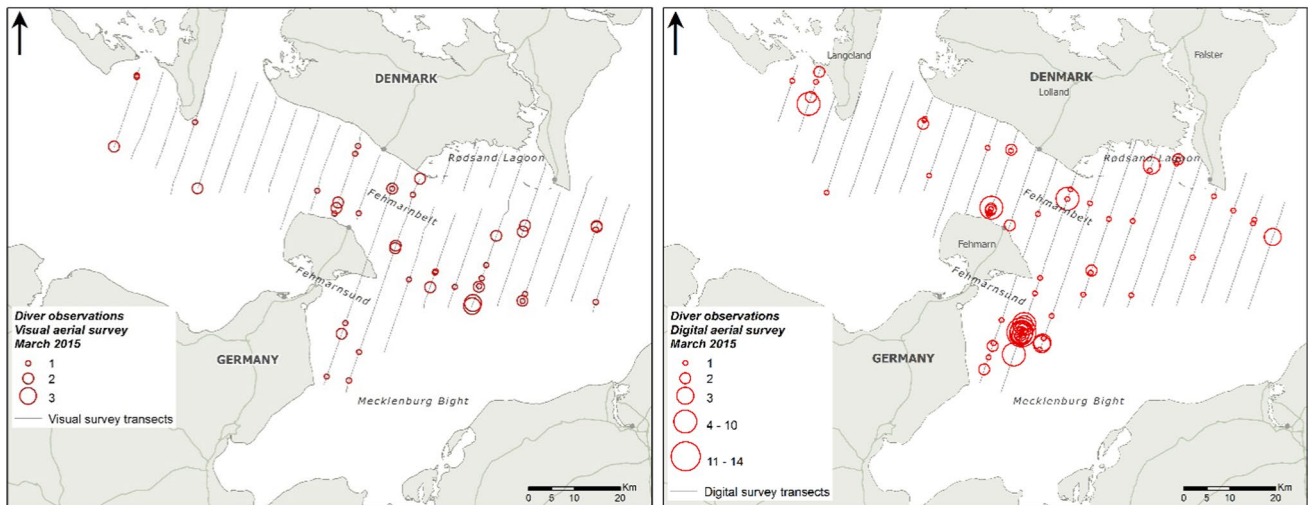 DENMARK
Rødsand Lagoon
Fehmarnbelt
Fehmarnsund
GERMANY
Mecklenburg Bight
Diver observations
Visual aerial survey
March 2015
1
2
3
Visual survey transects
Km
0 5 10 20
Langeland
Falster
DENMARK
Lolland
Rødsand Lagoon
Fehmarnbelt
Fehmarn
Fehmarnsund
GERMANY
Mecklenburg Bight
Diver observations
Digital aerial survey
March 2015
1
2
3
4 - 10
11 - 14
Digital survey transects
Km
0 5 10 20